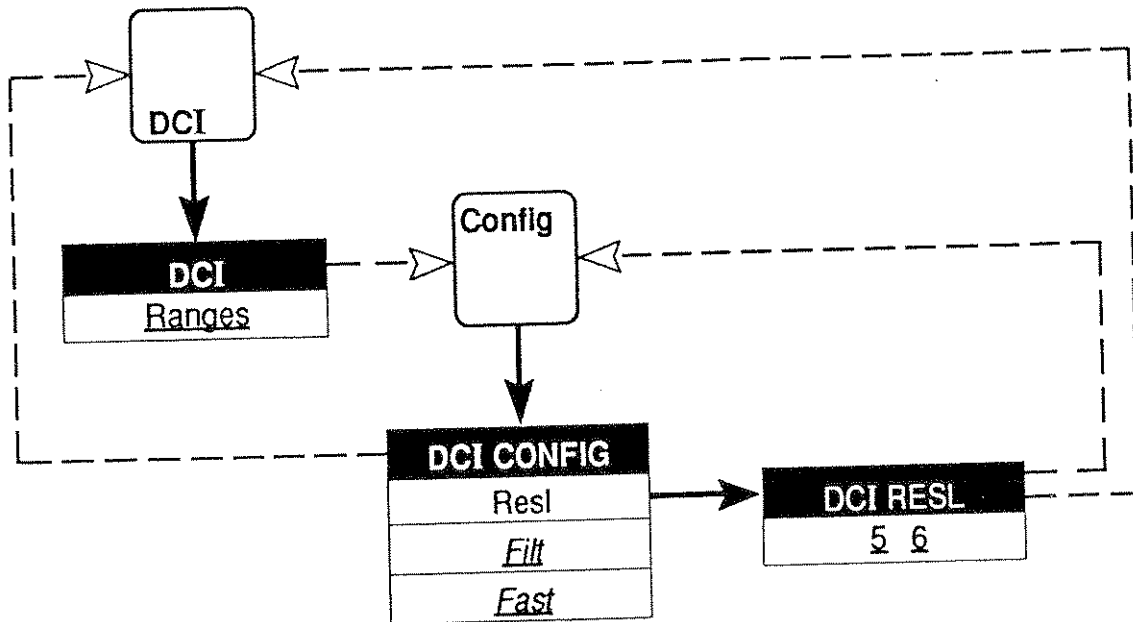 DCI
Config
DCI
Ranges
DCI CONFIG
Resl
Filt
Fast
DCI RESL
5 6